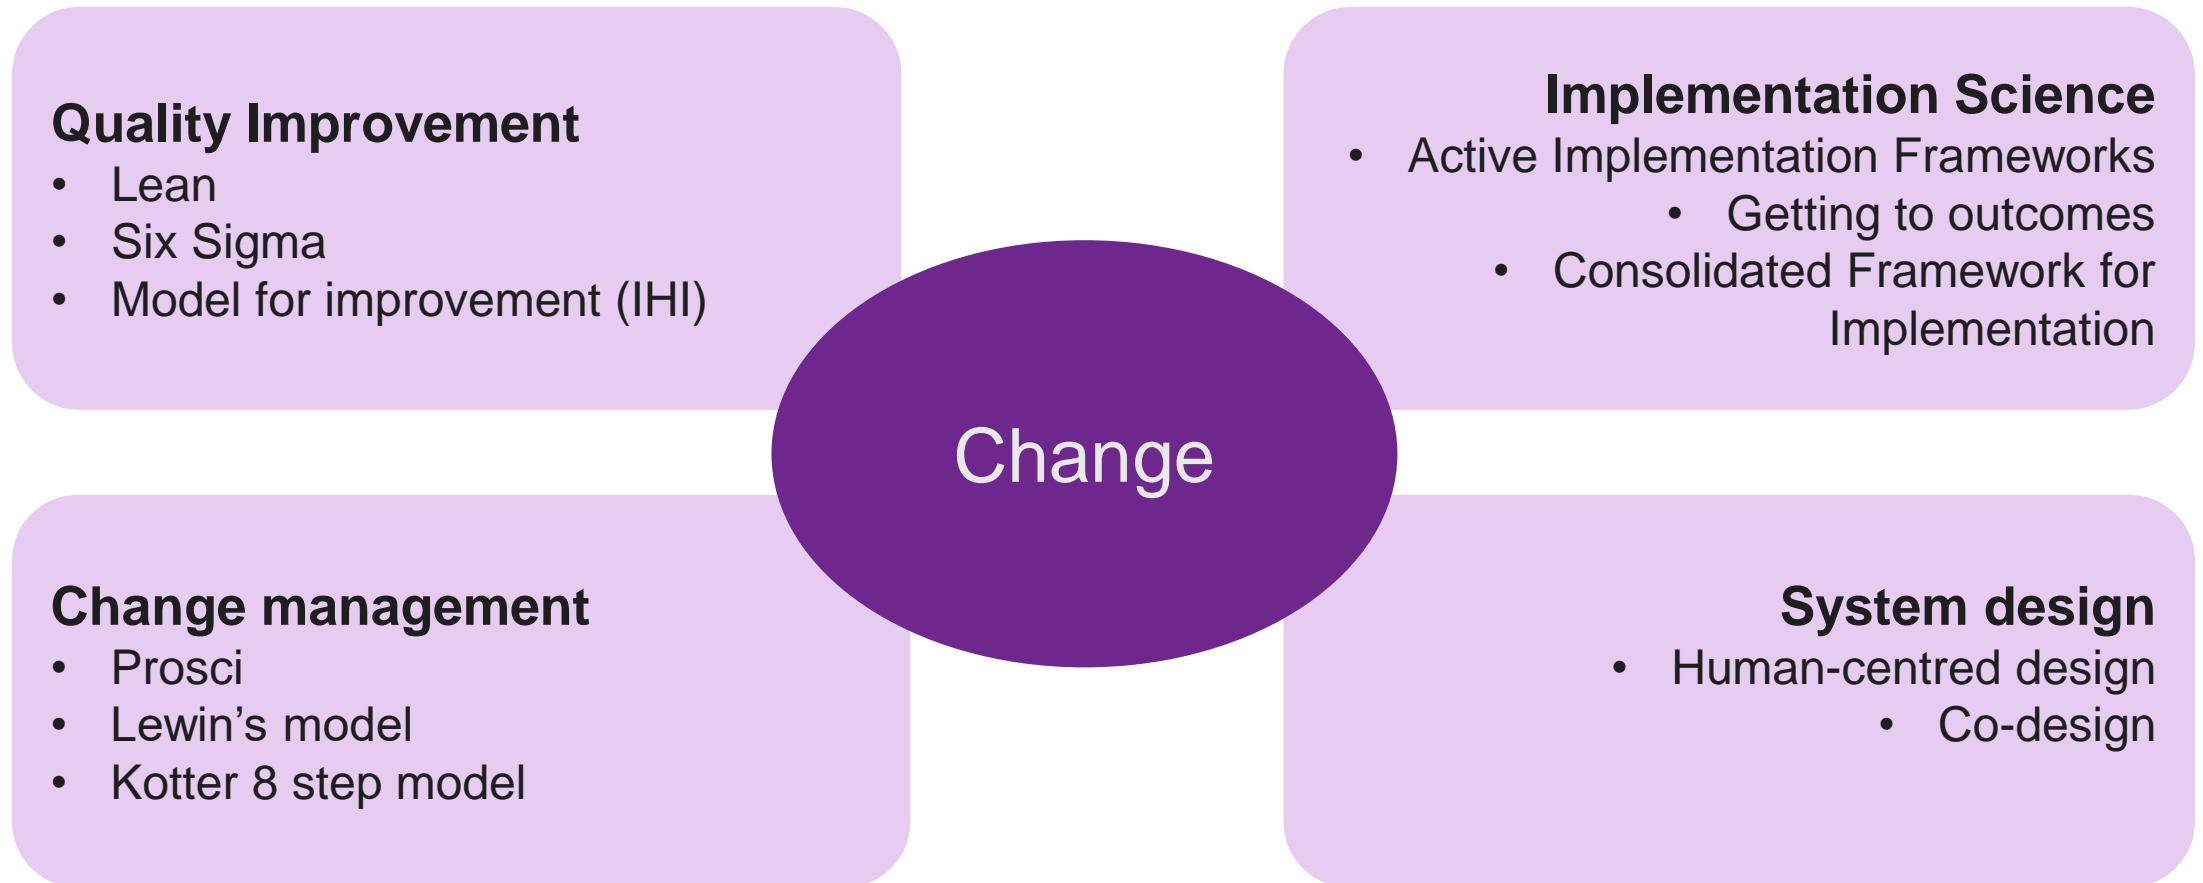 Quality Improvement
• Lean
• Six Sigma
• Model for improvement (IHI)
Implementation Science
• Active Implementation Frameworks
• Getting to outcomes
• Consolidated Framework for
Implementation
Change
Change management
• Prosci
• Lewin’s model
• Kotter 8 step model
System design
• Human-centred design
• Co-design